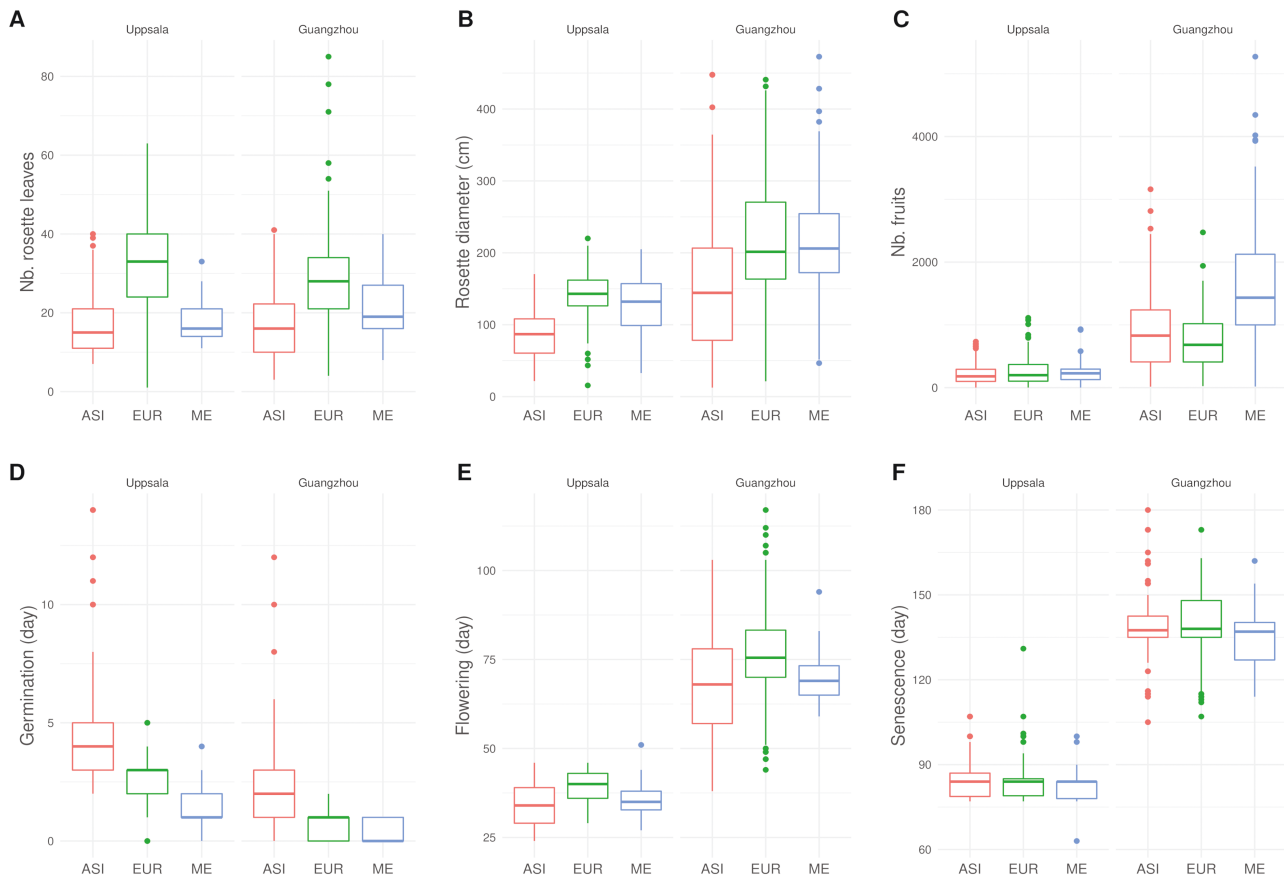 A
Uppsala Guangzhou
Nb. rosette leaves
80
60
40
20
0
ASI EUR ME ASI EUR ME
B
Uppsala Guangzhou
Rosette diameter (cm)
400
300
200
100
0
ASI EUR ME ASI EUR ME
C
Uppsala Guangzhou
Nb. fruits
4000
2000
0
ASI EUR ME ASI EUR ME
D
Uppsala Guangzhou
Germination (day)
10
5
0
ASI EUR ME ASI EUR ME
E
Uppsala Guangzhou
Flowering (day)
100
75
50
25
ASI EUR ME ASI EUR ME
F
Uppsala Guangzhou
Senescence (day)
180
150
120
90
60
ASI EUR ME ASI EUR ME